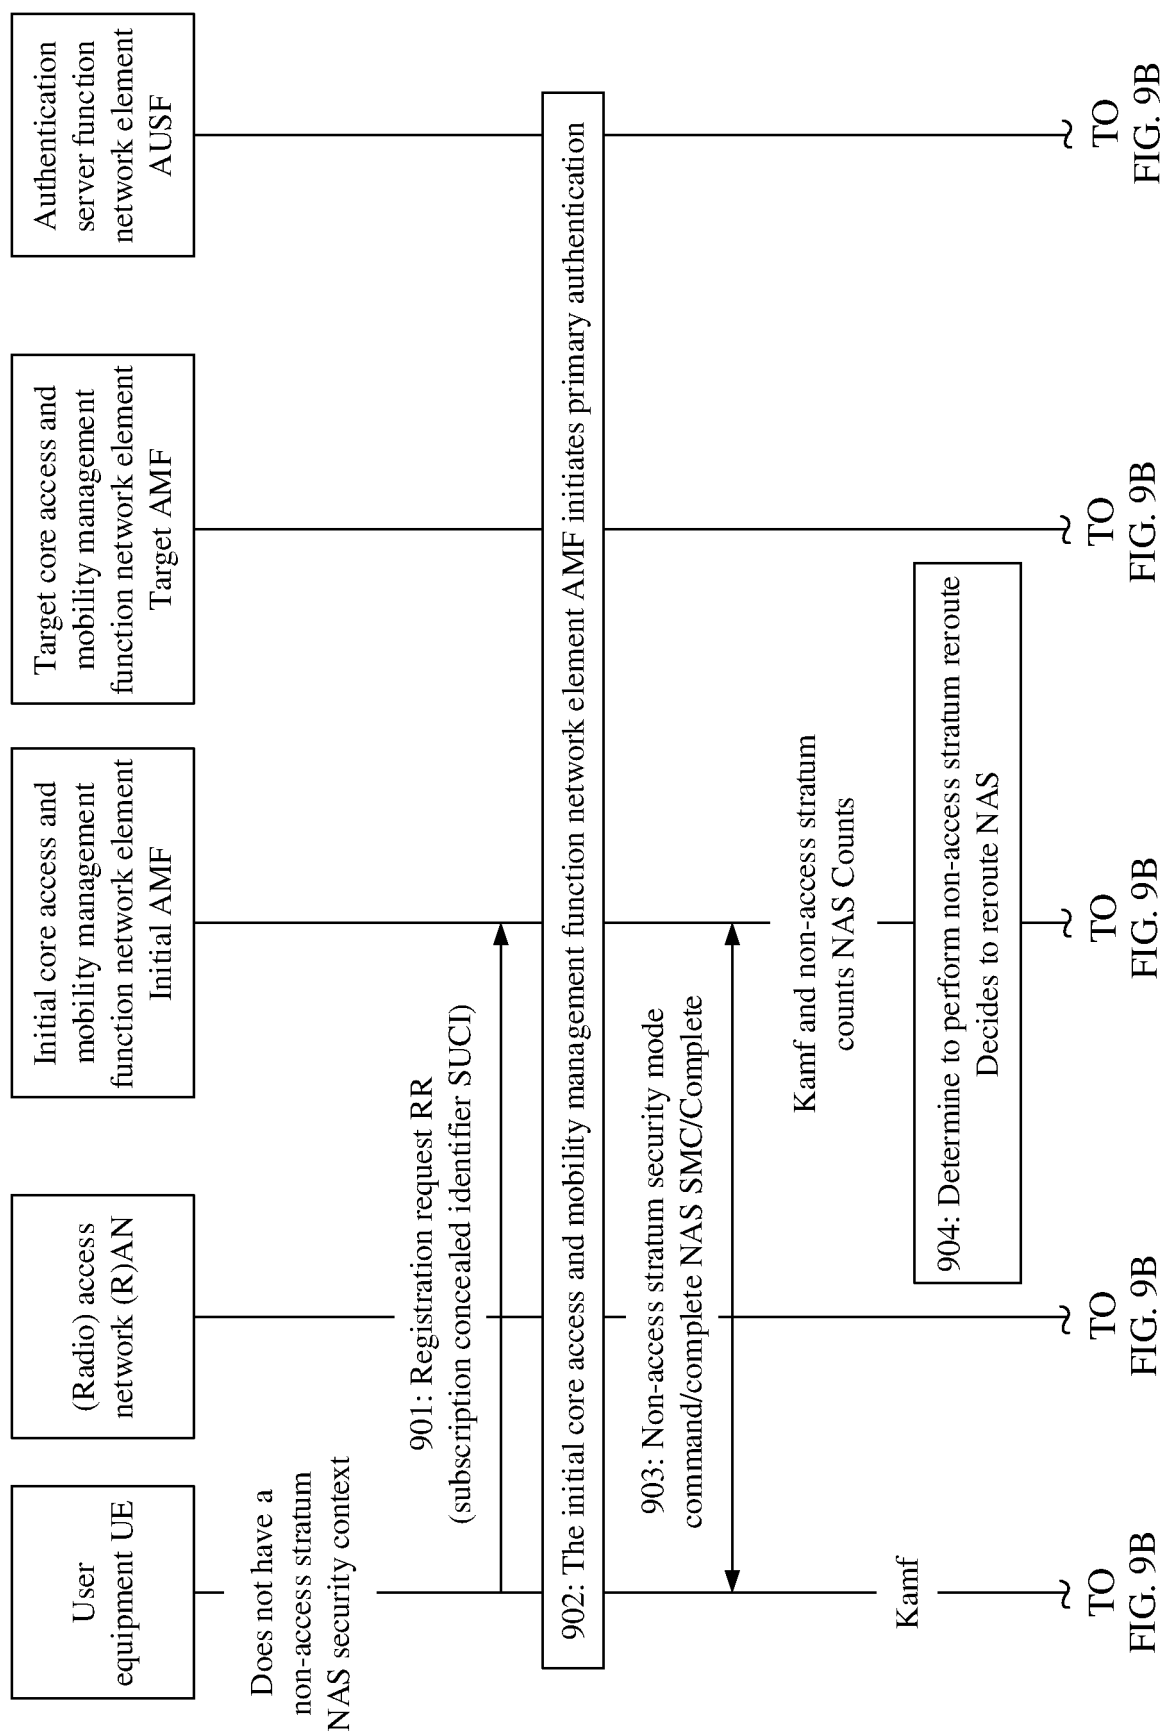 User
equipment UE
(Radio) access
network (R)AN
Initial core access and
mobility management
function network element
Initial AMF
Target core access and
mobility management
function network element
Target AMF
Authentication
server function
network element
AUSF
Does not have a
non-access stratum
NAS security context
901: Registration request RR
(subscription concealed identifier SUCI)
902: The initial core access and mobility management function network element AMF initiates primary authentication
903: Non-access stratum security mode
command/complete NAS SMC/Complete
Kamf
Kamf and non-access stratum
counts NAS Counts
904: Determine to perform non-access stratum reroute
Decides to reroute NAS
TO
FIG. 9B
TO
FIG. 9B
TO
FIG. 9B
TO
FIG. 9B
TO
FIG. 9B